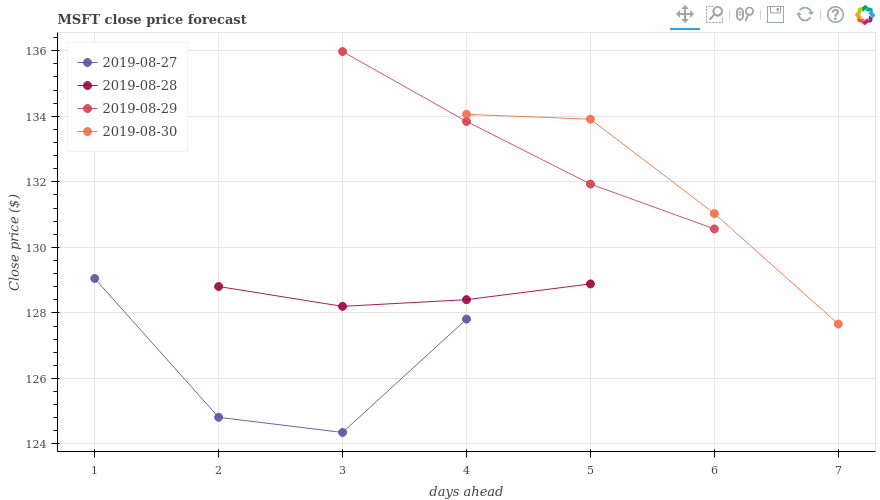 MSFT close price forecast
136
134
132
130
128
126
124
Close price ($)
2019-08-27
2019-08-28
2019-08-29
2019-08-30
1 2 3 4 5 6 7
days ahead